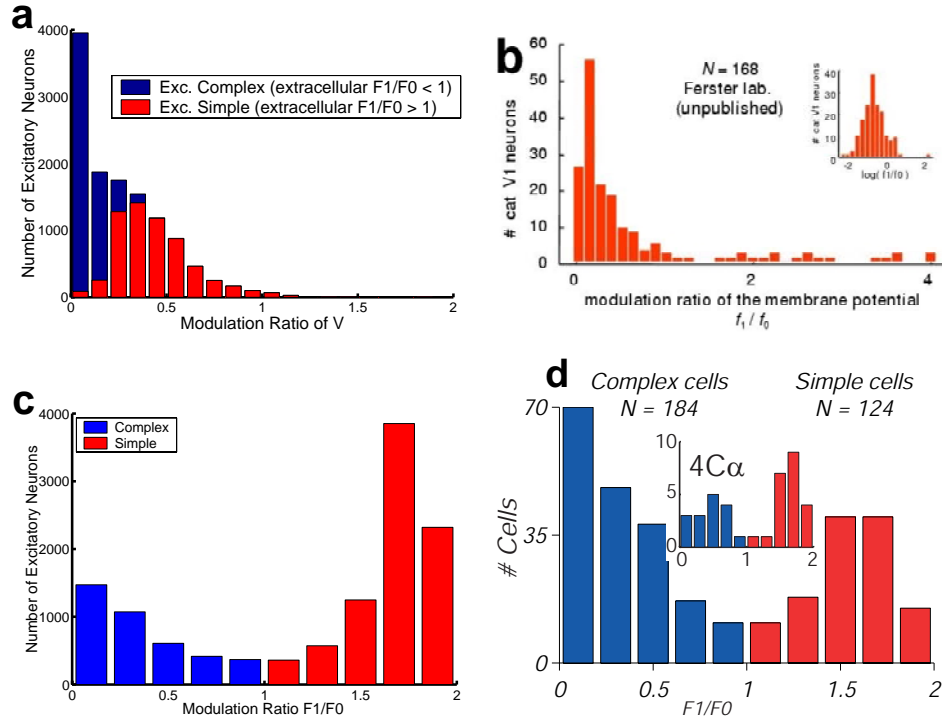 a
Number of Excitatory Neurons
4000
3000
2000
1000
0
Exc. Complex (extracellular F1/F0 < 1)
Exc. Simple (extracellular F1/F0 > 1)
0 0.5 1 1.5 2
Modulation Ratio of V
b
# cat V1 neurons
60
50
40
30
20
10
0
N = 168
Ferster lab.
(unpublished)
# cat V1 neurons
40
0
-2 0 2
log( f1/f0 )
0 2 4
modulation ratio of the membrane potential
f1 / f0
c
Number of Excitatory Neurons
4000
3000
2000
1000
0
Complex
Simple
0 0.5 1 1.5 2
Modulation Ratio F1/F0
d
Complex cells
N = 184
Simple cells
N = 124
# Cells
70
35
0
10
5
0
4Cα
0 1 2
0 0.5 1 1.5 2
F1/F0